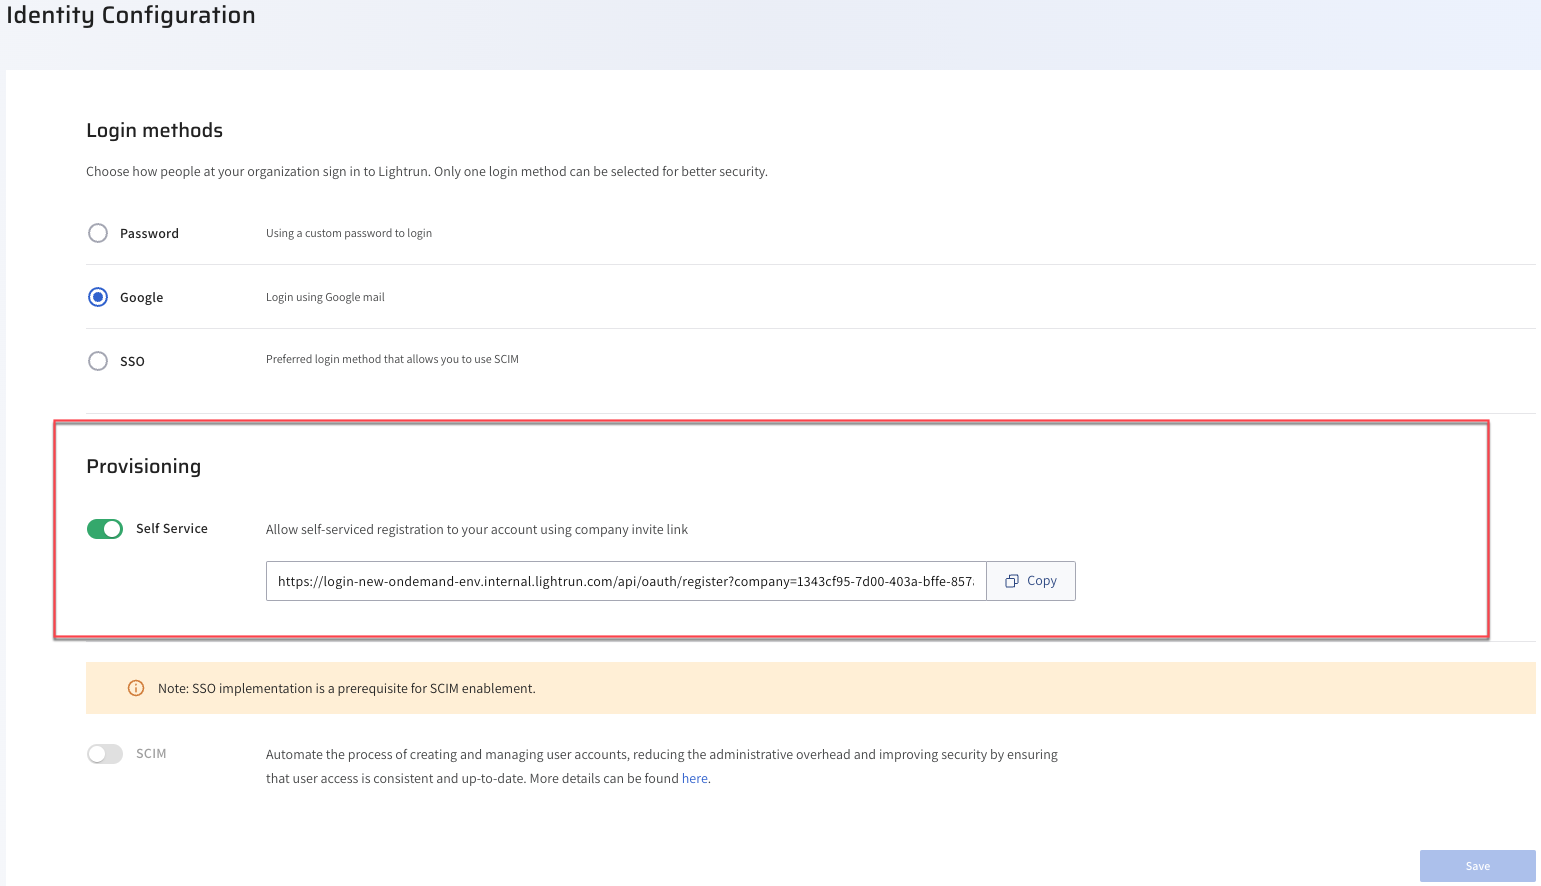 Identity Configuration
Login methods
Choose how people at your organization sign in to Lightrun. Only one login method can be selected for better security.
Password Using a custom password to login
Google Login using Google mail
SSO Preferred login method that allows you to use SCIM
Provisioning
Self Service Allow self-serviced registration to your account using company invite link
https://login-new-ondemand-env.internal.lightrun.com/api/oauth/register?company=1343cf95-7d00-403a-bffe-857 Copy
Note: SSO implementation is a prerequisite for SCIM enablement.
SCIM Automate the process of creating and managing user accounts, reducing the administrative overhead and improving security by ensuring
that user access is consistent and up-to-date. More details can be found here.
Save